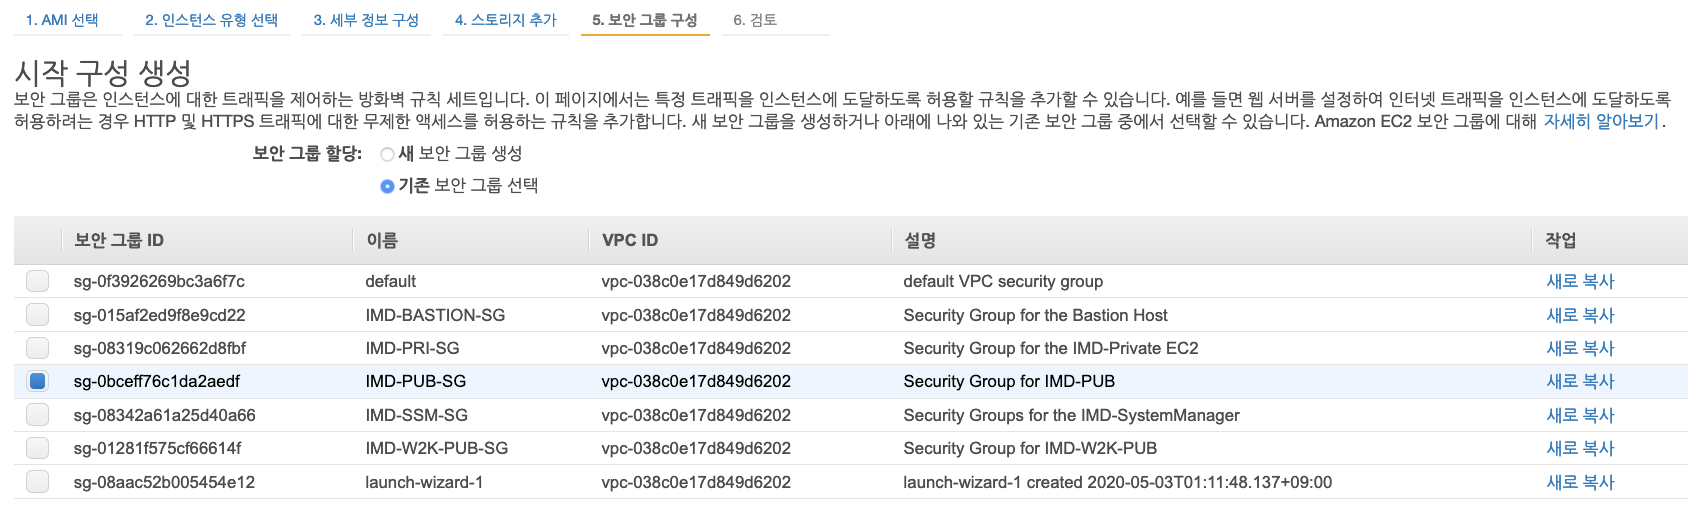 1. AMI 선택 2. 인스턴스 유형 선택 3. 세부 정보 구성 4. 스토리지 추가 5. 보안 그룹 구성 6. 검토
시작 구성 생성
보안 그룹은 인스턴스에 대한 트래픽을 제어하는 방화벽 규칙 세트입니다. 이 페이지에서는 특정 트래픽을 인스턴스에 도달하도록 허용할 규칙을 추가할 수 있습니다. 예를 들면 웹 서버를 설정하여 인터넷 트래픽을 인스턴스에 도달하도록
허용하려는 경우 HTTP 및 HTTPS 트래픽에 대한 무제한 액세스를 허용하는 규칙을 추가합니다. 새 보안 그룹을 생성하거나 아래에 나와 있는 기존 보안 그룹 중에서 선택할 수 있습니다. Amazon EC2 보안 그룹에 대해 자세히 알아보기.
보안 그룹 할당: 새 보안 그룹 생성
기존 보안 그룹 선택
보안 그룹 ID 이름 VPC ID 설명 작업
sg-0f3926269bc3a6f7c default vpc-038c0e17d849d6202 default VPC security group 새로 복사
sg-015af2ed9f8e9cd22 IMD-BASTION-SG vpc-038c0e17d849d6202 Security Group for the Bastion Host 새로 복사
sg-08319c062662d8fbf IMD-PRI-SG vpc-038c0e17d849d6202 Security Group for the IMD-Private EC2 새로 복사
sg-0bceff76c1da2aedf IMD-PUB-SG vpc-038c0e17d849d6202 Security Group for IMD-PUB 새로 복사
sg-08342a61a25d40a66 IMD-SSM-SG vpc-038c0e17d849d6202 Security Groups for the IMD-SystemManager 새로 복사
sg-01281f575cf66614f IMD-W2K-PUB-SG vpc-038c0e17d849d6202 Security Group for IMD-W2K-PUB 새로 복사
sg-08aac52b005454e12 launch-wizard-1 vpc-038c0e17d849d6202 launch-wizard-1 created 2020-05-03T01:11:48.137+09:00 새로 복사